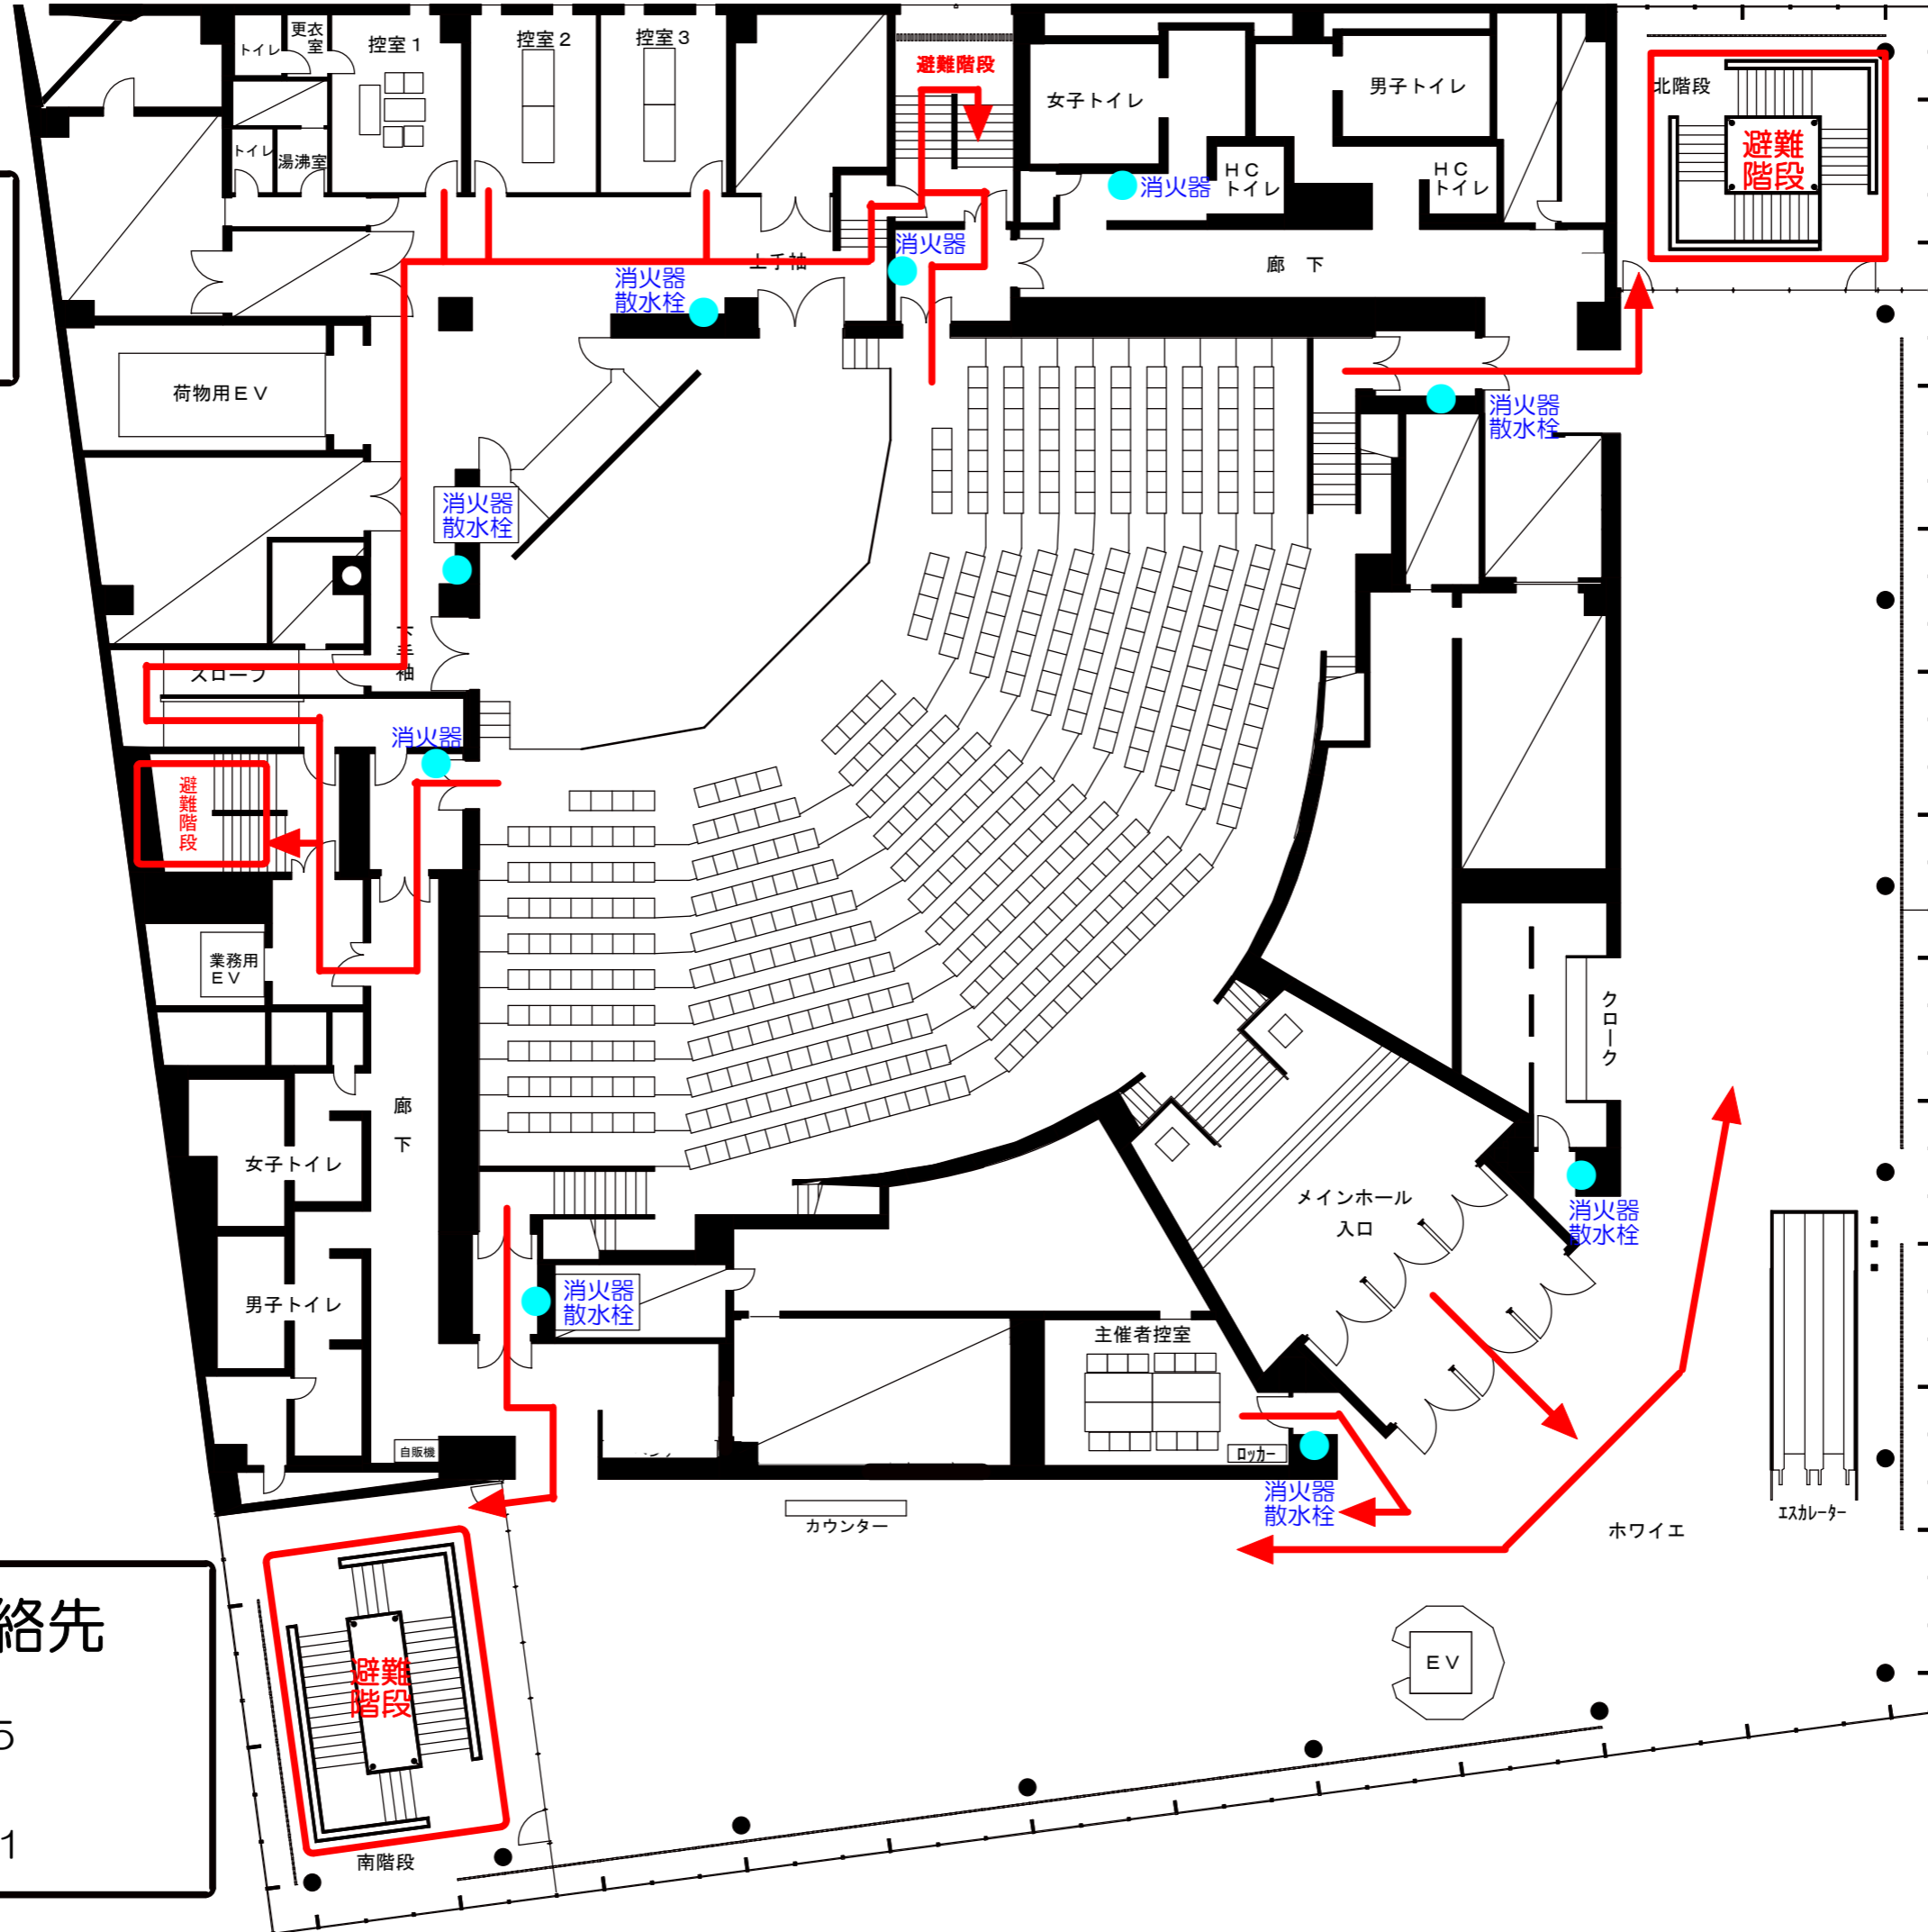 トイレ
更衣
室
控室１
控室２
控室３
避難階段
女子トイレ
男子トイレ
北階段
避難
階段
トイレ
湯沸室
消火器
ＨＣ
トイレ
ＨＣ
トイレ
消火器
上手袖
廊　下
消火器
散水栓
荷物用ＥＶ
消火器
散水栓
消火器
散水栓
下手袖
スロープ
消火器
避難階段
業務用
ＥＶ
クローク
廊下
女子トイレ
メインホール
入口
消火器
散水栓
男子トイレ
消火器
散水栓
主催者控室
自販機
ロッカー
消火器
散水栓
カウンター
エスカレーター
ホワイエ
絡先
5
1
避難
階段
ＥＶ
南階段